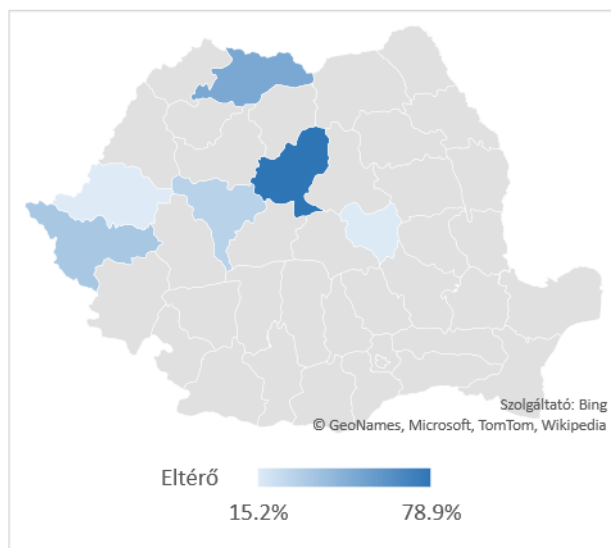 Szolgáltató: Bing
© GeoNames, Microsoft, TomTom, Wikipedia
Eltérő
15.2% 78.9%